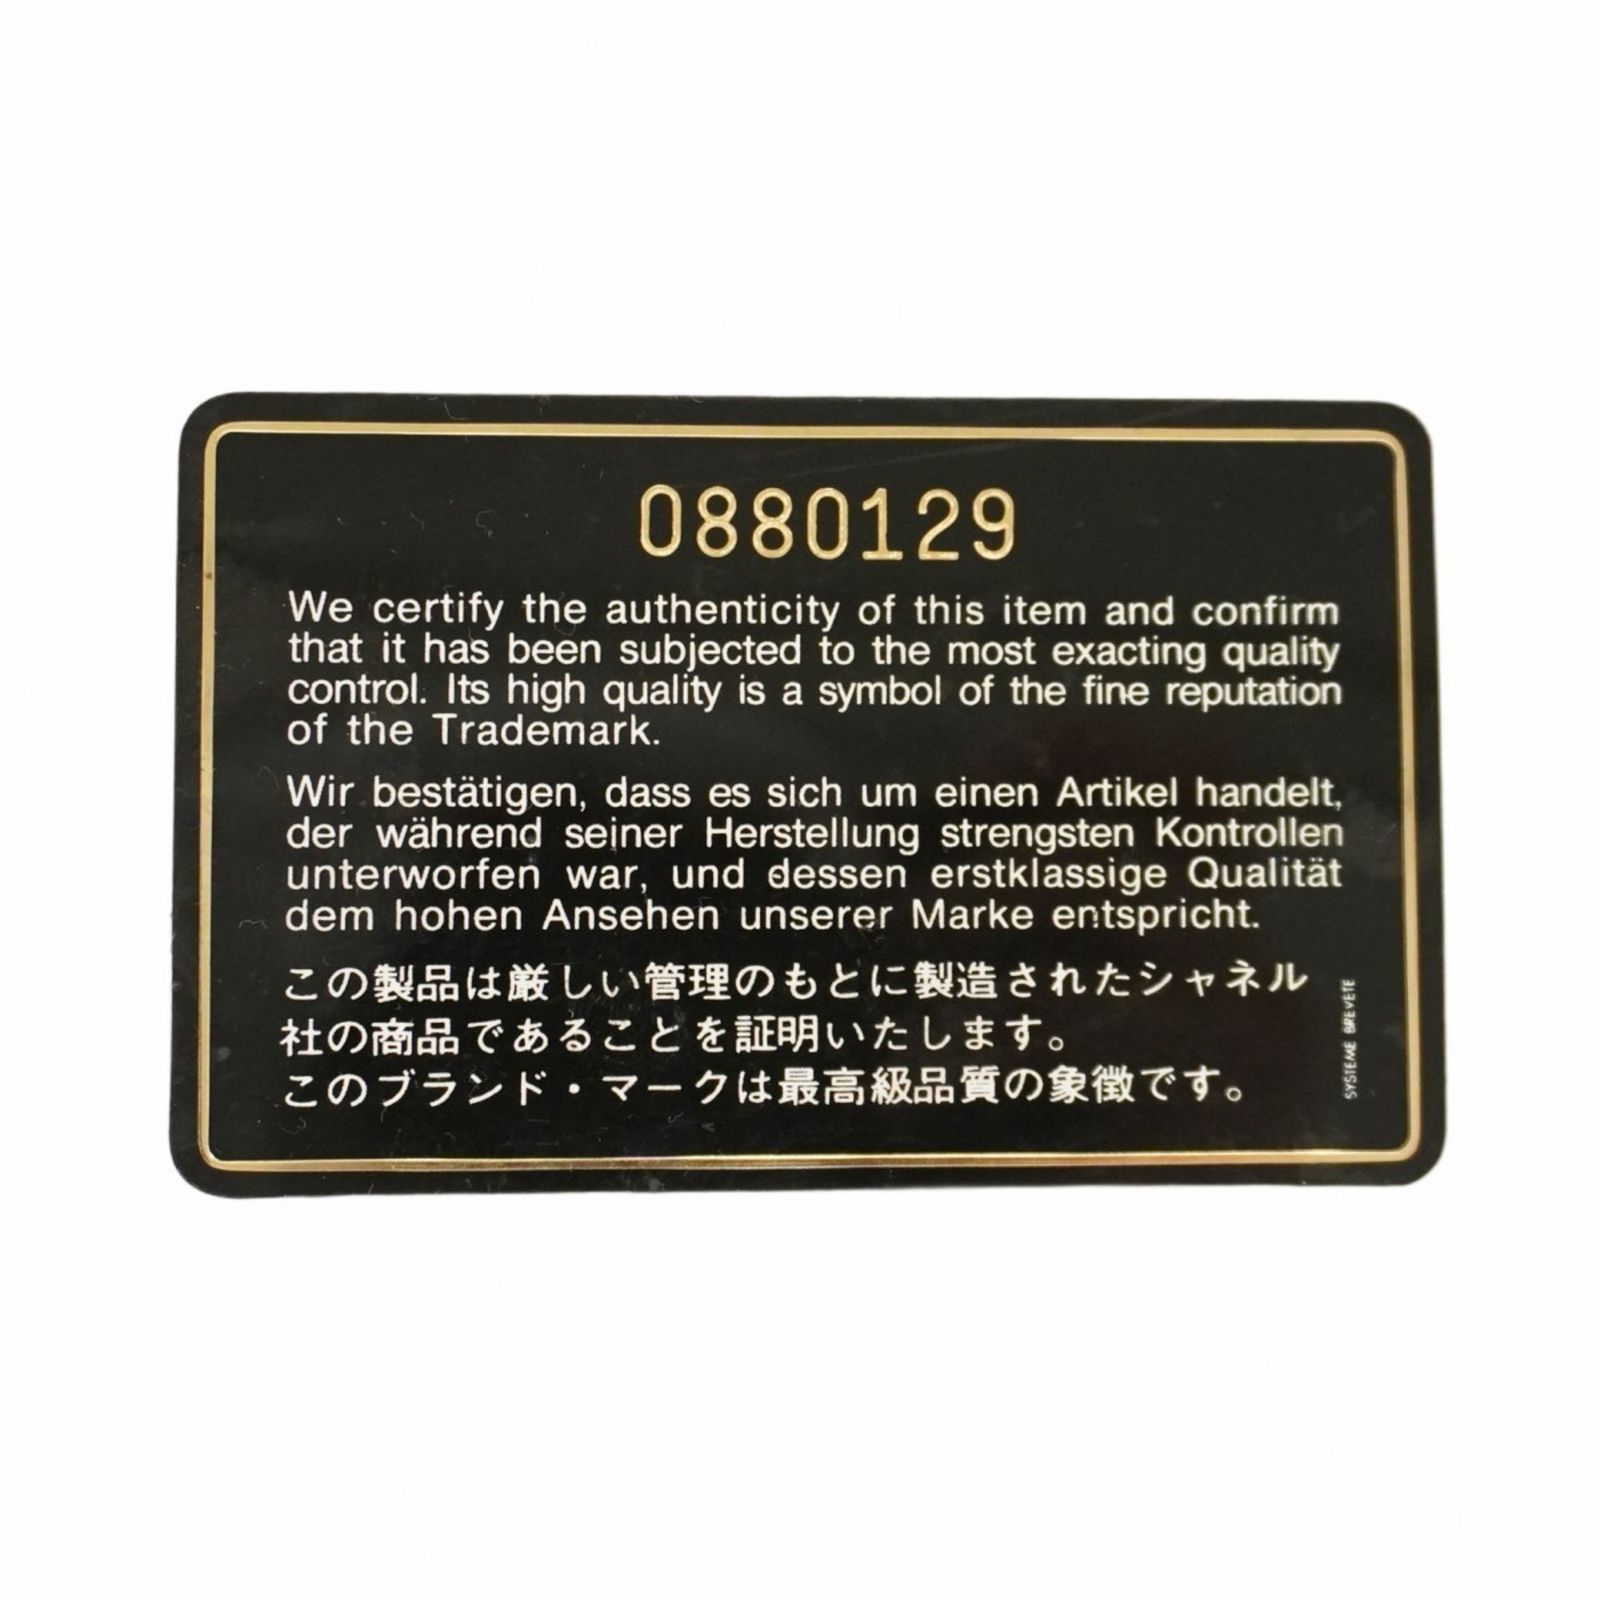 0880129
We certify the authenticity of this item and confirm
that it has been subjected to the most exacting quality
control. Its high quality is a symbol of the fine reputation
of the Trademark.
Wir bestätigen, dass es sich um einen Artikel handelt,
der während seiner Herstellung strengsten Kontrollen
unterworfen war, und dessen erstklassige Qualität
dem hohen Ansehen unserer Marke entspricht.
この製品は厳しい管理のもとに製造されたシャネル
社の商品であることを証明いたします。
このブランド・マークは最高級品質の象徴です。
SYSTEME BREVETE